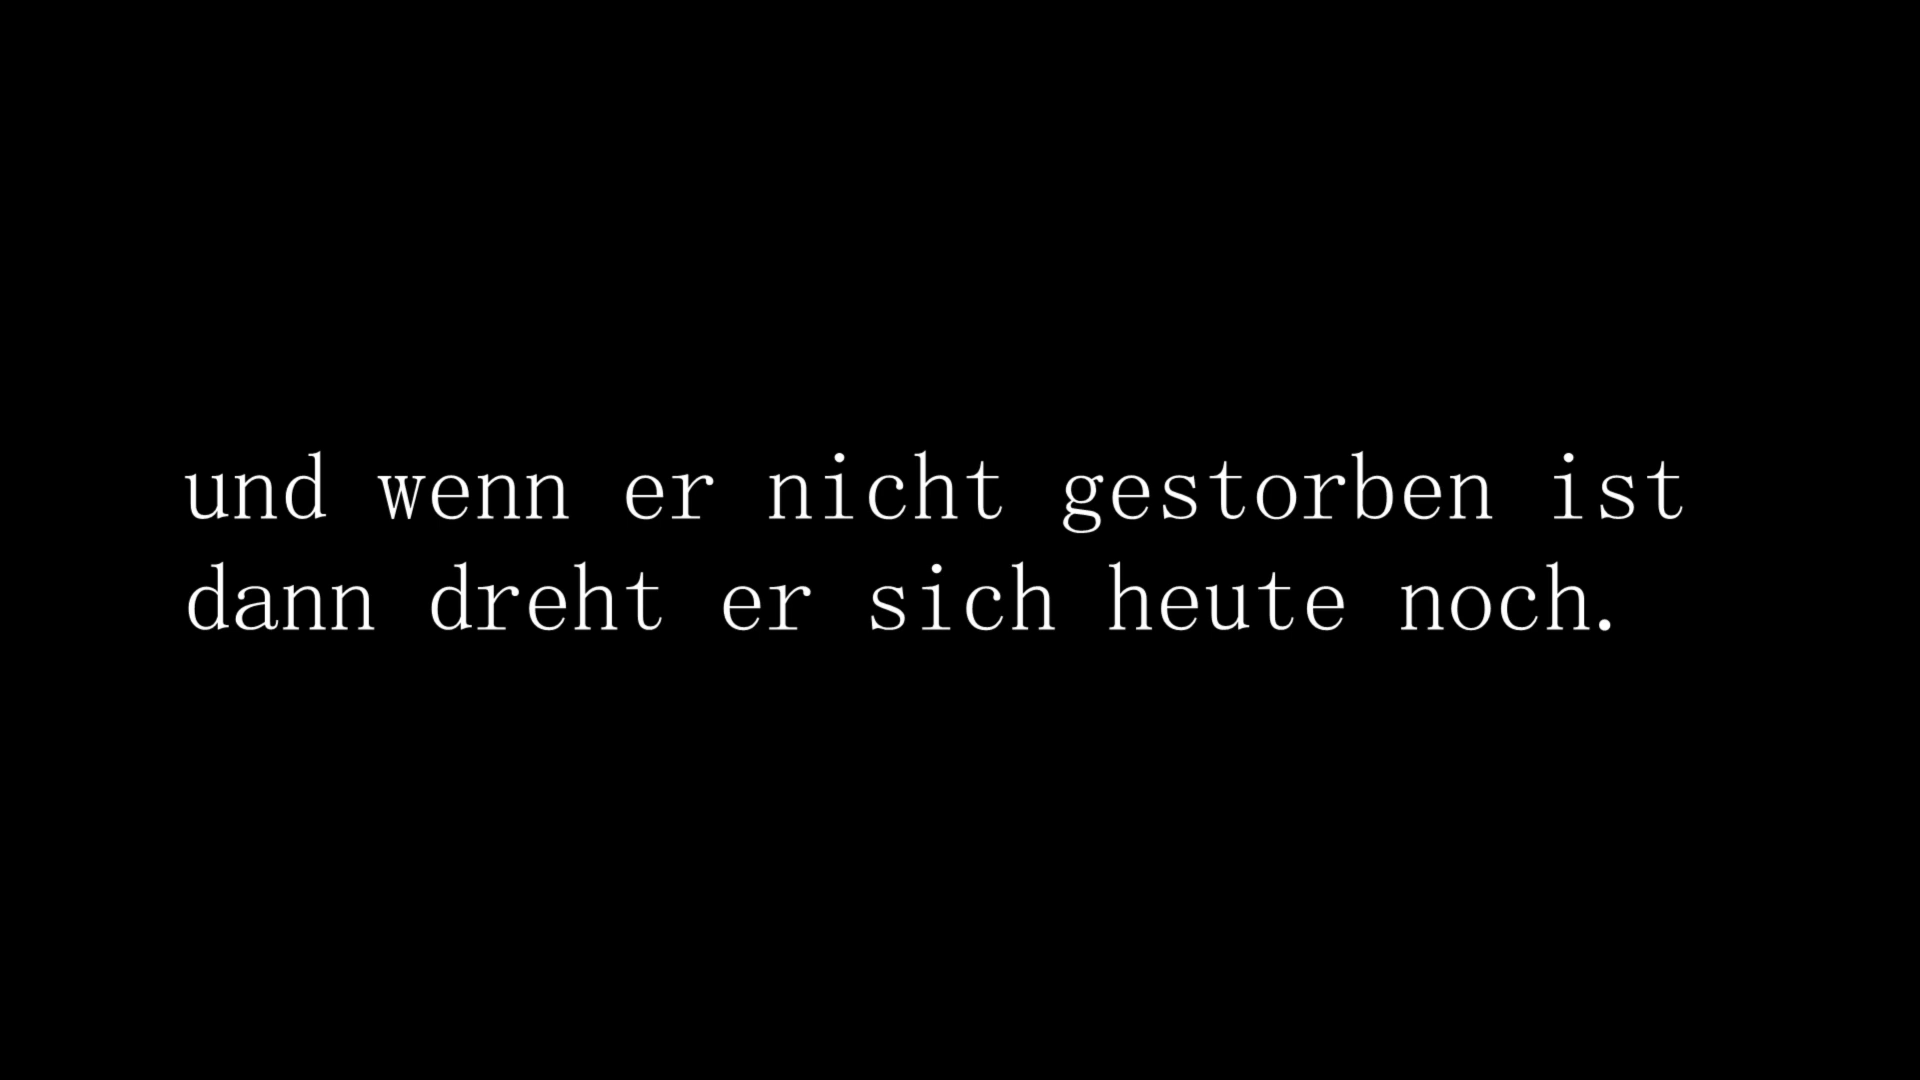 und wenn er nicht gestorben ist
dann dreht er sich heute noch.